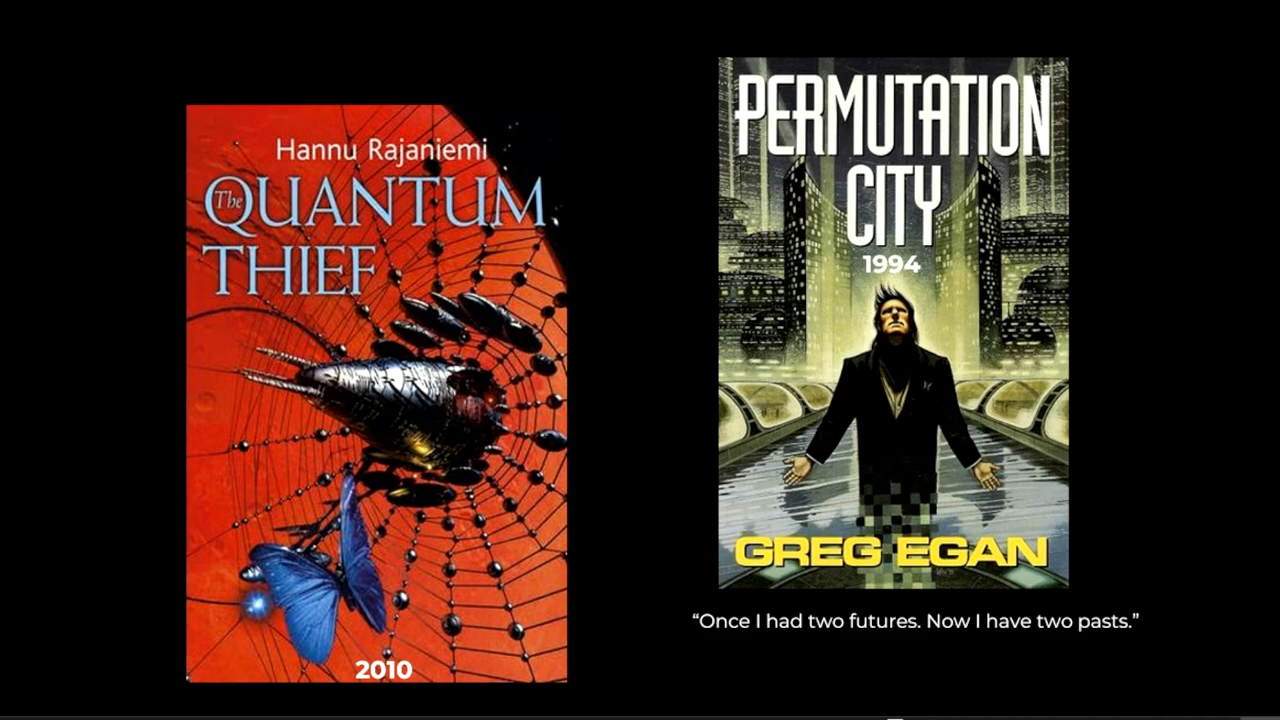 Hannu Rajaniemi
The QUANTUM
THIEF
2010
PERMUTATION
CITY
1994
GREG EGAN
“Once I had two futures. Now I have two pasts.”